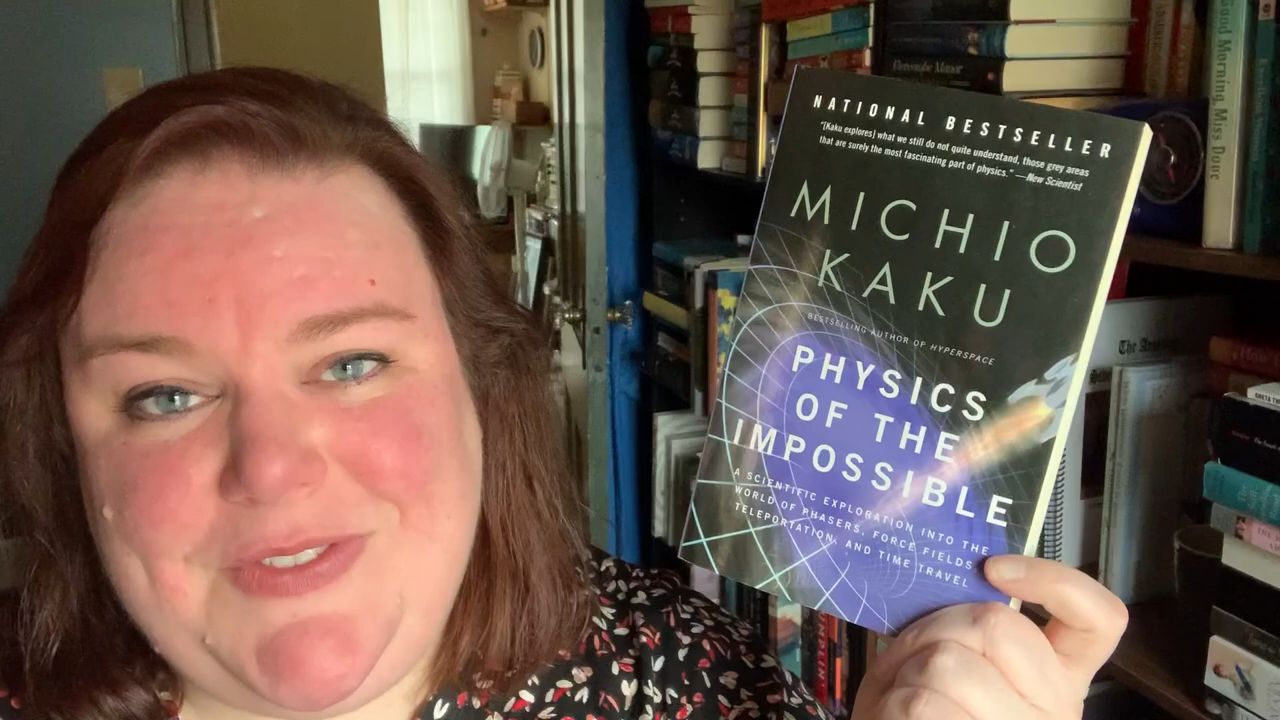 NATIONAL BESTSELLER
"[Kaku explores] what we still do not quite understand, those grey areas
that are surely the most fascinating part of physics." —New Scientist
MICHIO
KAKU
BESTSELLING AUTHOR OF HYPERSPACE
PHYSICS
OF THE
IMPOSSIBLE
A SCIENTIFIC EXPLORATION INTO THE
WORLD OF PHASERS, FORCE FIELDS,
TELEPORTATION, AND TIME TRAVEL
Good Morning, Miss Dove
The